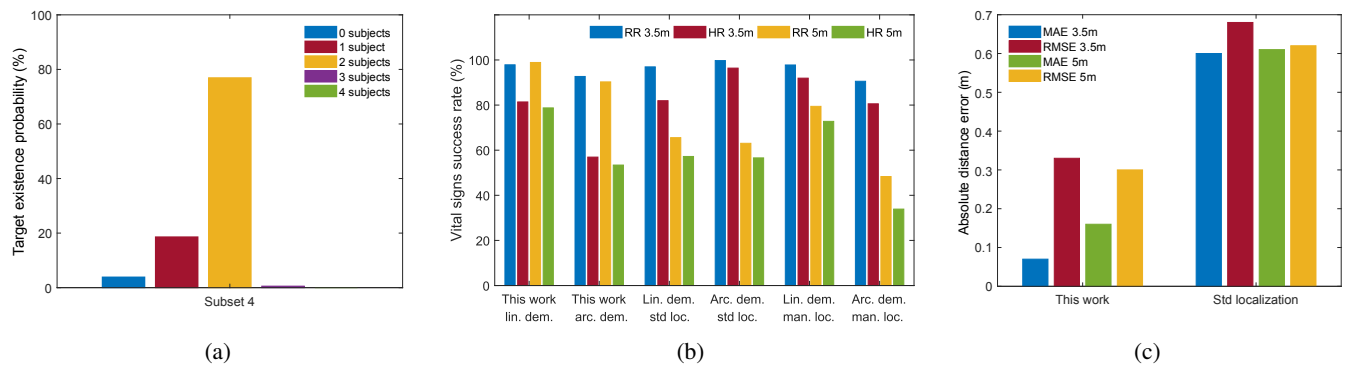 Target existence probability (%)
100
80
60
40
20
0
0 subjects
1 subject
2 subjects
3 subjects
4 subjects
Subset 4
(a)
Vital signs success rate (%)
100
80
60
40
20
0
RR 3.5m HR 3.5m RR 5m HR 5m
This work lin. dem.
This work arc. dem.
Lin. dem. std loc.
Arc. dem. std loc.
Lin. dem. man. loc.
Arc. dem. man. loc.
(b)
Absolute distance error (m)
0.7
0.6
0.5
0.4
0.3
0.2
0.1
0
MAE 3.5m
RMSE 3.5m
MAE 5m
RMSE 5m
This work Std localization
(c)